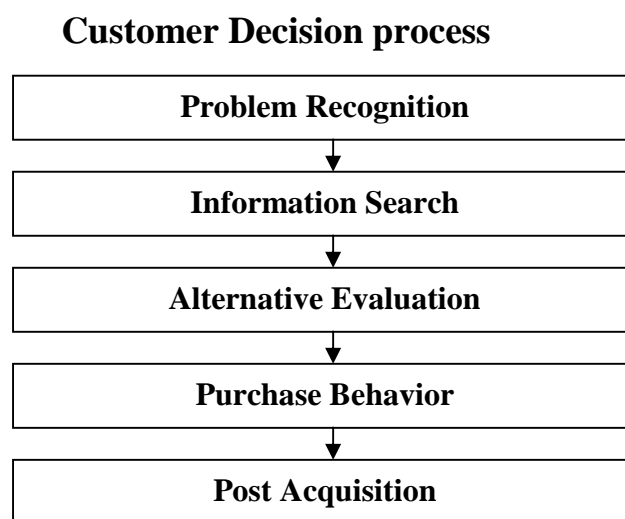 Customer Decision process
Problem Recognition
Information Search
Alternative Evaluation
Purchase Behavior
Post Acquisition